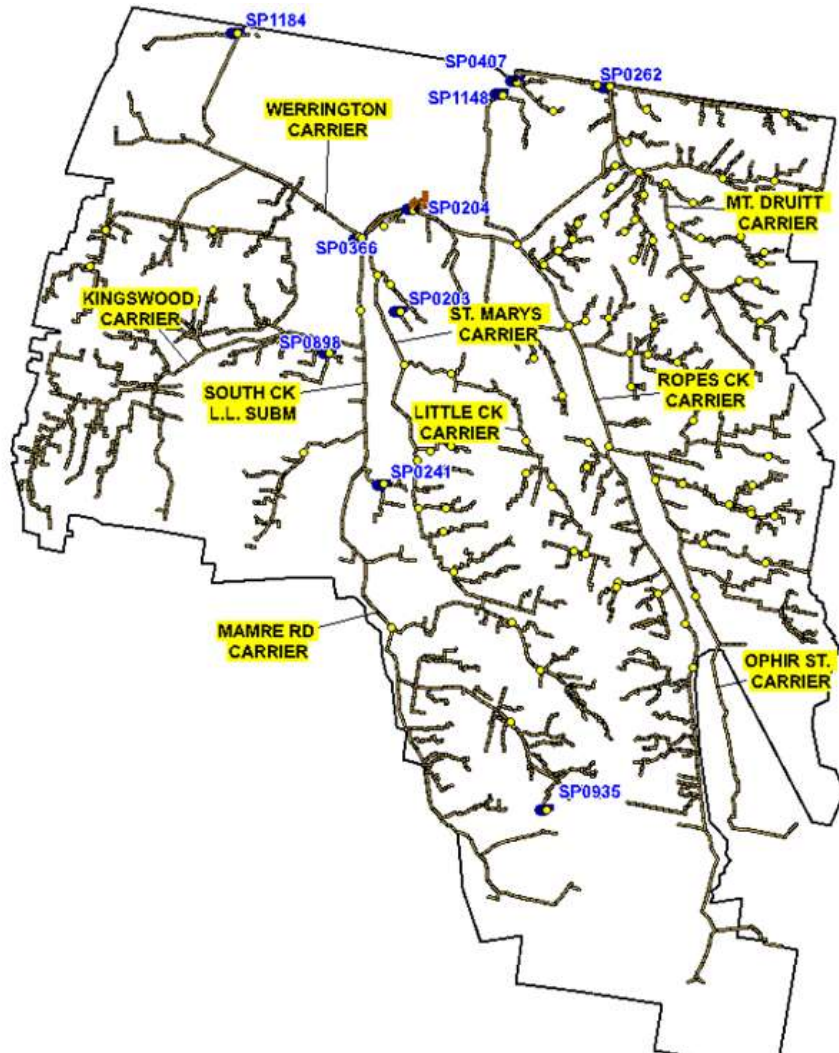 SP1184
SP0407
SP0262
SP1148
WERRINGTON
CARRIER
MT. DRUITT
CARRIER
SP0204
SP0366
KINGSWOOD
CARRIER
SP0203
ST. MARYS
CARRIER
SP0898
SOUTH CK
L.L. SUBM
LITTLE CK
CARRIER
ROPES CK
CARRIER
SP0241
MAMRE RD
CARRIER
OPHIR ST.
CARRIER
SP0935